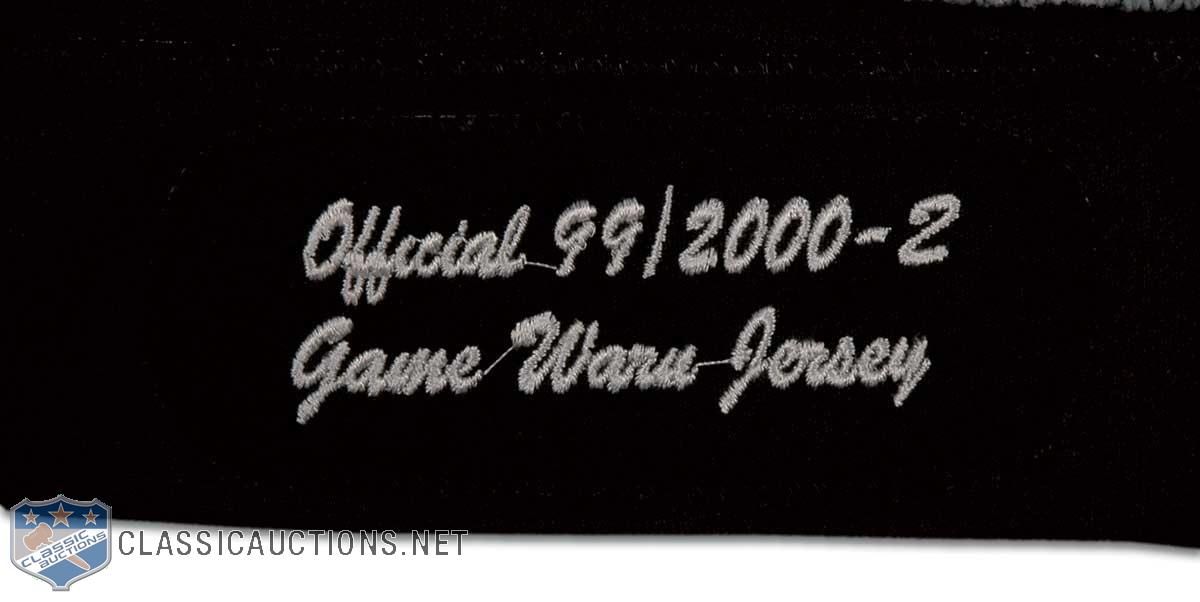 Official 99/2000-2
Game Worn Jersey
CLASSIC AUCTIONS
CLASSICAUCTIONS.NET